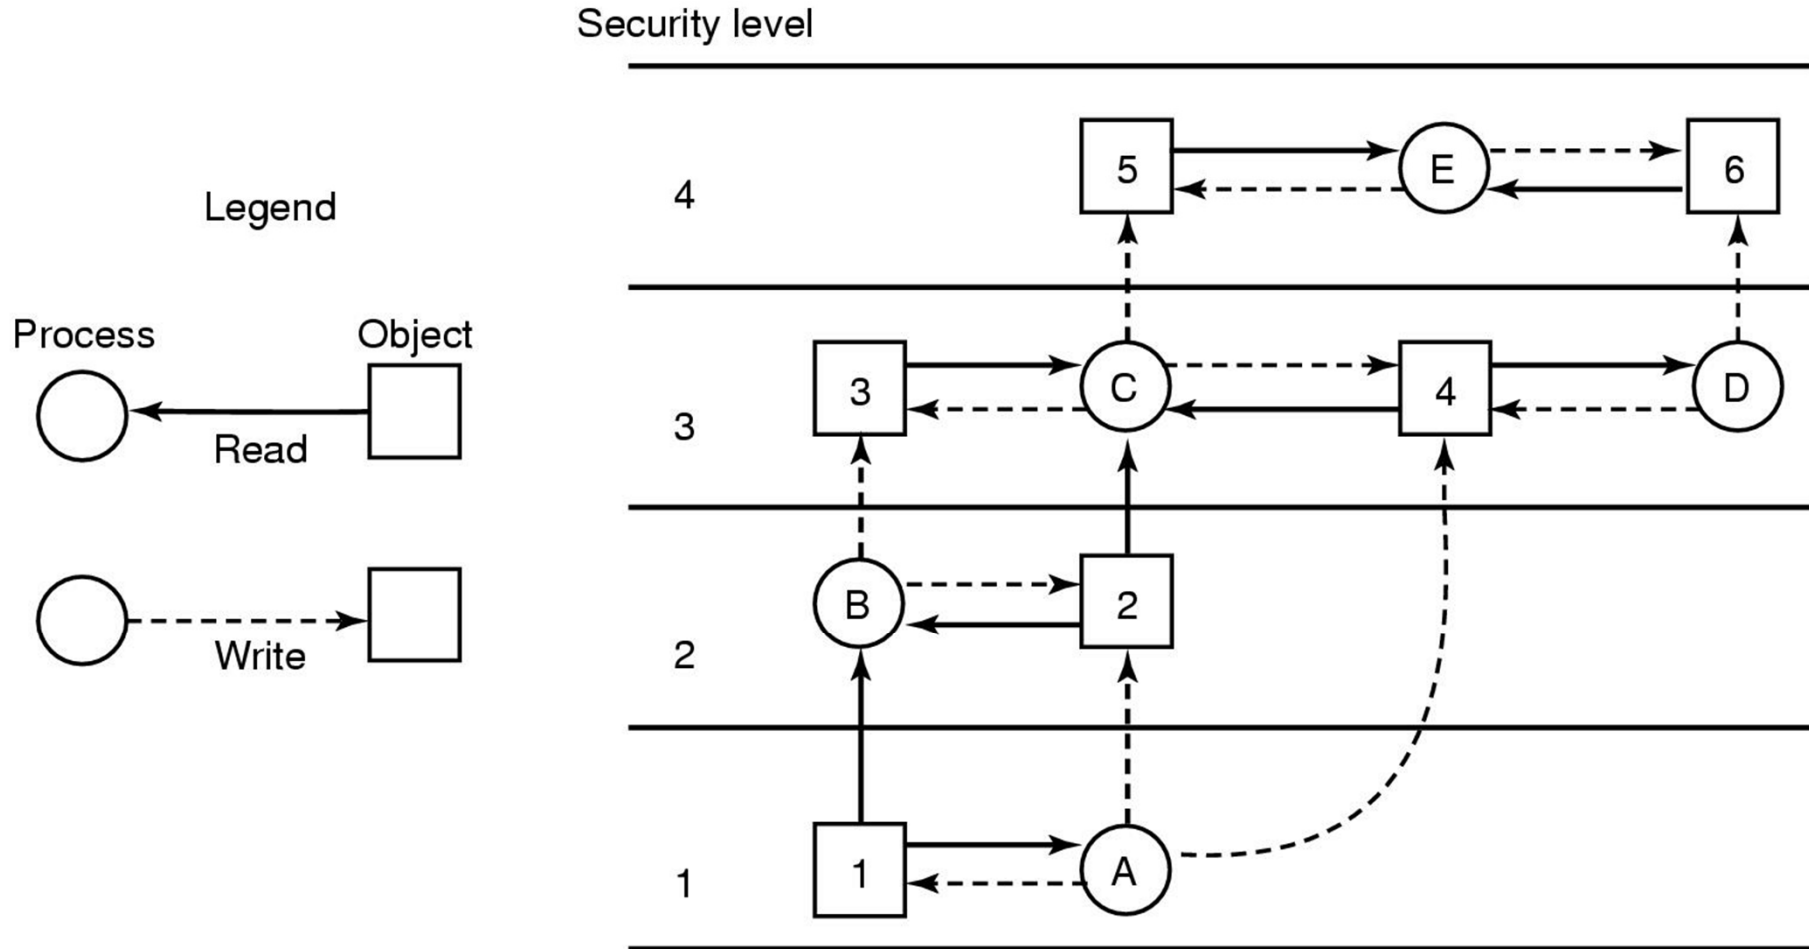 Security level
Legend
Process Object
Read
Write
4
5 E 6
3
3 C 4 D
2
B 2
1
1 A